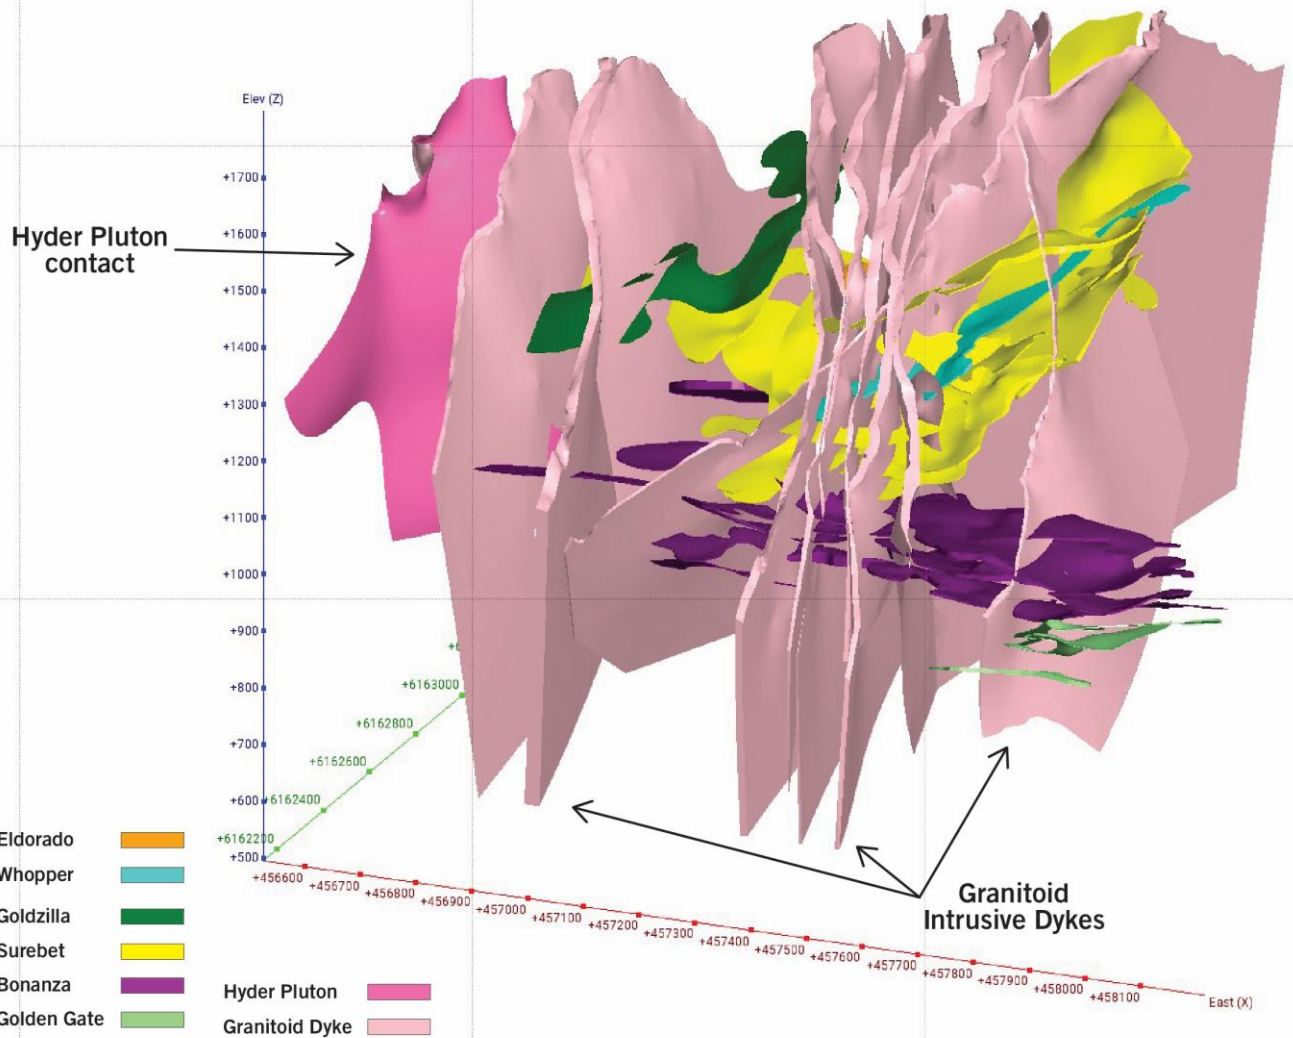 Elev (Z)
+1700
+1600
+1500
+1400
+1300
+1200
+1100
+1000
+900
+800
+700
+600
+500
Hyder Pluton
contact
+6
+6163000
+6162800
+6162600
+6162400
+6162200
+456600
+456700
+456800
+456900
+457000
+457100
+457200
+457300
+457400
+457500
+457600
+457700
+457800
+457900
+458000
+458100
East (X)
Granitoid
Intrusive Dykes
Eldorado
Whopper
Goldzilla
Surebet
Bonanza
Golden Gate
Hyder Pluton
Granitoid Dyke